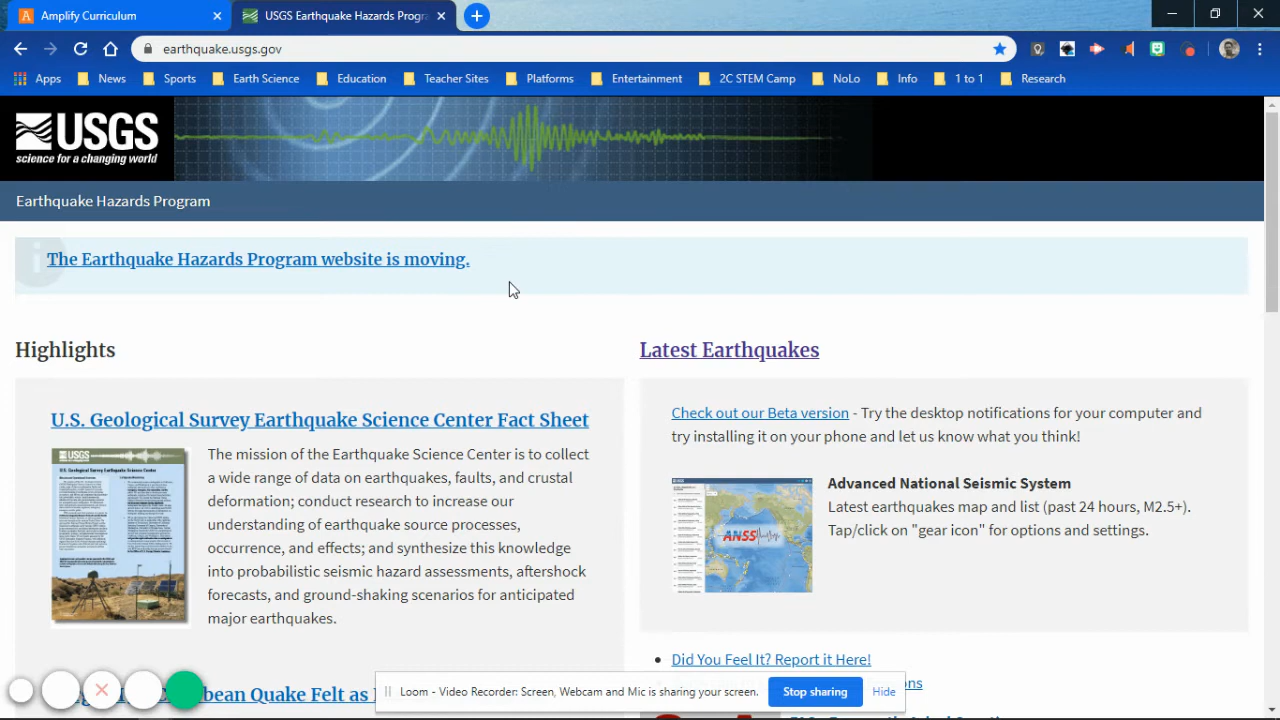 Amplify Curriculum
USGS Earthquake Hazards Progra
earthquake.usgs.gov
Apps News Sports Earth Science Education Teacher Sites Platforms Entertainment 2C STEM Camp NoLo Info 1 to 1 Research
USGS
science for a changing world
Earthquake Hazards Program
The Earthquake Hazards Program website is moving.
Highlights
U.S. Geological Survey Earthquake Science Center Fact Sheet
The mission of the Earthquake Science Center is to collect
a wide range of data on earthquakes, faults, and crustal
deformation; conduct research to increase our
understanding of earthquake source processes,
occurrence, and effects; and synthesize this knowledge
into probabilistic seismic hazard assessments, aftershock
forecasts, and ground-shaking scenarios for anticipated
major earthquakes.
bean Quake Felt as
Latest Earthquakes
Check out our Beta version - Try the desktop notifications for your computer and
try installing it on your phone and let us know what you think!
ANSS
Advanced National Seismic System
Latest earthquakes map and list (past 24 hours, M2.5+).
Tap/click on "gear icon" for options and settings.
Did You Feel It? Report it Here!
Loom - Video Recorder: Screen, Webcam and Mic is sharing your screen.
Stop sharing
Hide